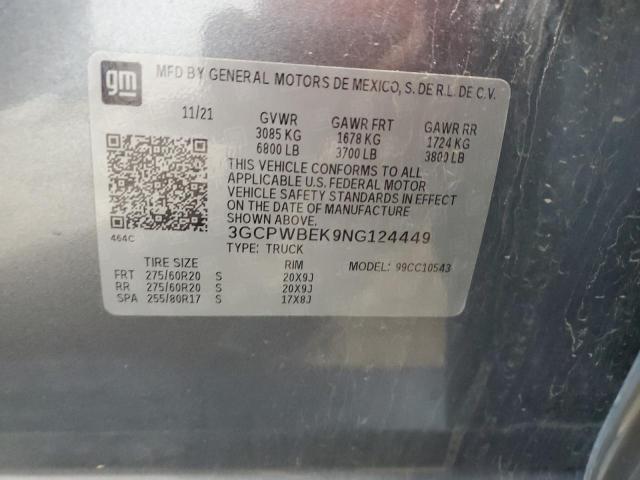 gm
MFD BY GENERAL MOTORS DE MEXICO, S. DE R.L. DE C.V.
11/21 GVWR GAWR FRT GAWR RR
3085 KG 1678 KG 1724 KG
6800 LB 3700 LB 3800 LB
THIS VEHICLE CONFORMS TO ALL
APPLICABLE U.S. FEDERAL MOTOR
VEHICLE SAFETY STANDARDS IN EFFECT
ON THE DATE OF MANUFACTURE
SHOWN ABOVE.
464C
3GCPWBEK9NG124449
TYPE: TRUCK
TIRE SIZE RIM MODEL: 99CC10543
FRT 275/60R20 S 20X9J
RR 275/60R20 S 20X9J
SPA 255/80R17 S 17X8J